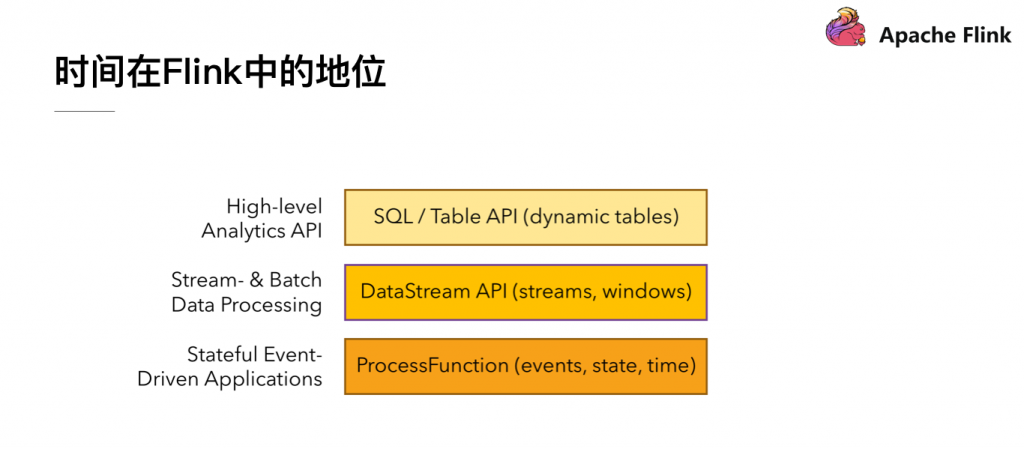 Apache Flink
时间在Flink中的地位
High-level
Analytics API
SQL / Table API (dynamic tables)
Stream- & Batch
Data Processing
DataStream API (streams, windows)
Stateful Event-
Driven Applications
ProcessFunction (events, state, time)